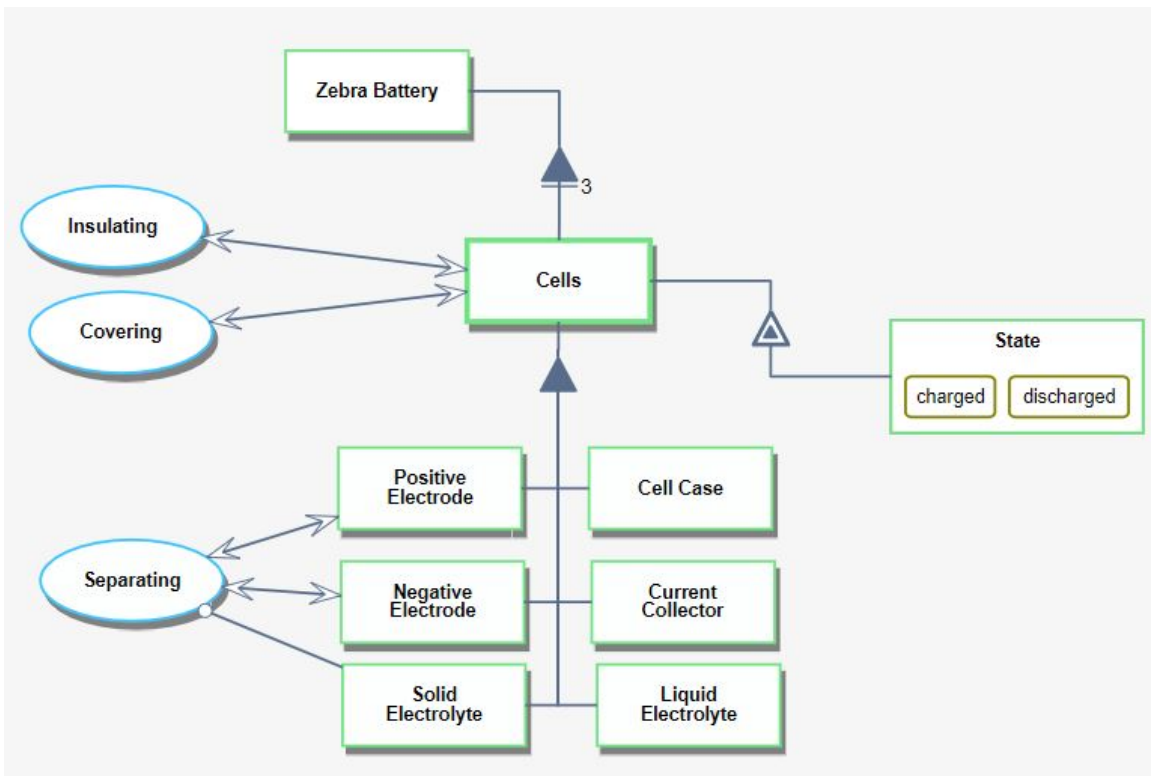 Zebra Battery
3
Insulating
Cells
Covering
State
charged
discharged
Positive
Electrode
Cell Case
Separating
Negative
Electrode
Current
Collector
Solid
Electrolyte
Liquid
Electrolyte